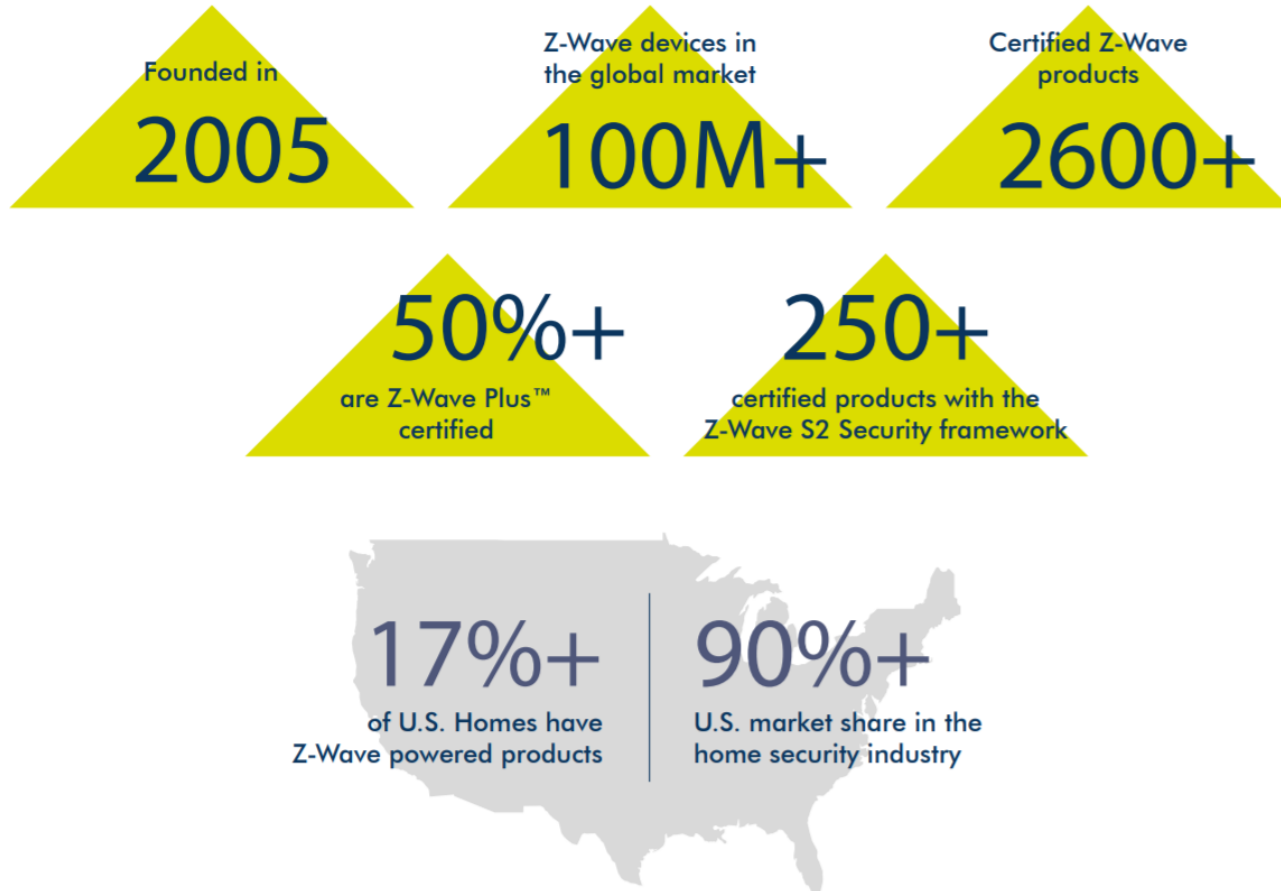 Founded in
2005
Z-Wave devices in
the global market
100M+
Certified Z-Wave
products
2600+
50%+
are Z-Wave Plus™
certified
250+
certified products with the
Z-Wave S2 Security framework
17%+
of U.S. Homes have
Z-Wave powered products
90%+
U.S. market share in the
home security industry